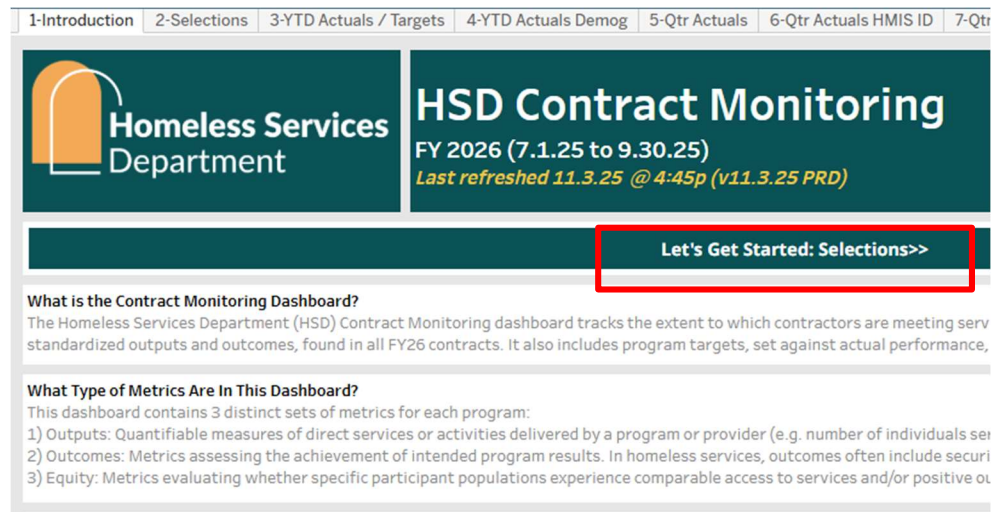 1-Introduction 2-Selections 3-YTD Actuals / Targets 4-YTD Actuals Demog 5-Qtr Actuals 6-Qtr Actuals HMIS ID 7-Qtr
Homeless Services
Department
HSD Contract Monitoring
FY 2026 (7.1.25 to 9.30.25)
Last refreshed 11.3.25 @ 4:45p (v11.3.25 PRD)
Let's Get Started: Selections>>
What is the Contract Monitoring Dashboard?
The Homeless Services Department (HSD) Contract Monitoring dashboard tracks the extent to which contractors are meeting serv
standardized outputs and outcomes, found in all FY26 contracts. It also includes program targets, set against actual performance,
What Type of Metrics Are In This Dashboard?
This dashboard contains 3 distinct sets of metrics for each program:
1) Outputs: Quantifiable measures of direct services or activities delivered by a program or provider (e.g. number of individuals ser
2) Outcomes: Metrics assessing the achievement of intended program results. In homeless services, outcomes often include securi
3) Equity: Metrics evaluating whether specific participant populations experience comparable access to services and/or positive ou